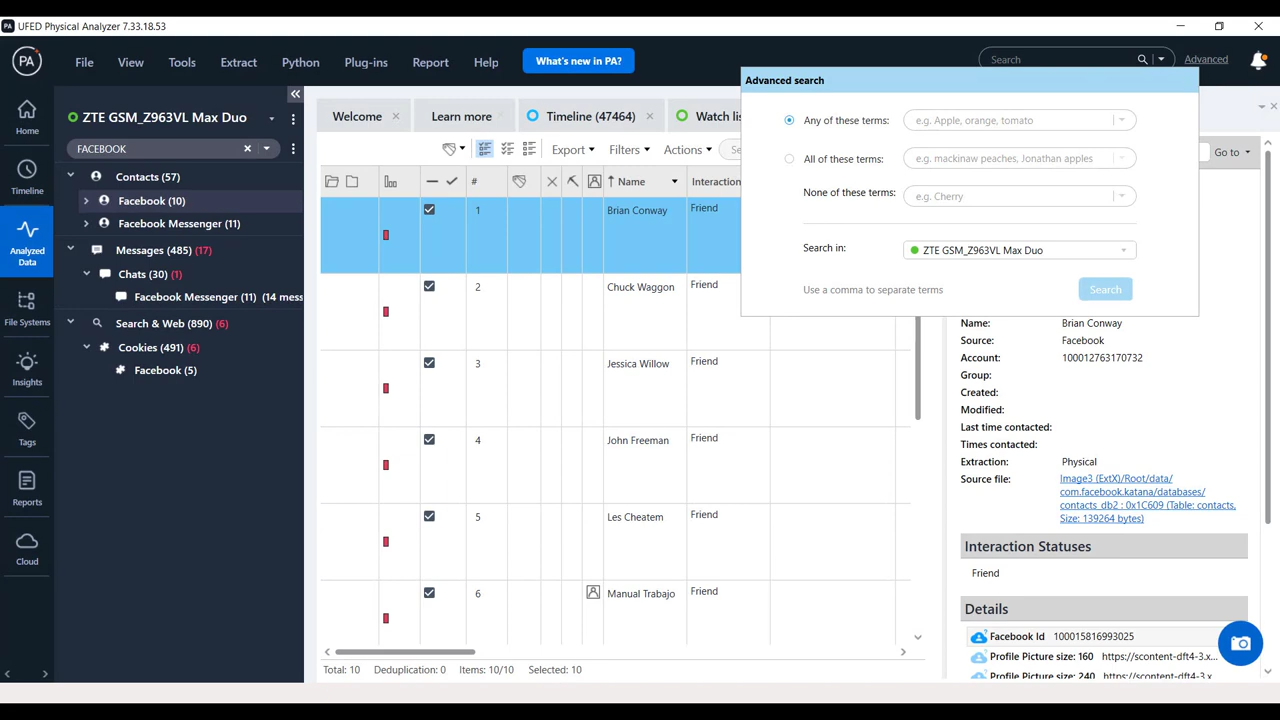 PA UFED Physical Analyzer 7.33.18.53
PA
File View Tools Extract Python Plug-ins Report Help What's new in PA? Search Advanced
Home
Timeline
Analyzed
Data
File Systems
Insights
Tags
Reports
Cloud
ZTE GSM_Z963VL Max Duo
FACEBOOK
Contacts (57)
Facebook (10)
Facebook Messenger (11)
Messages (485) (17)
Chats (30) (1)
Facebook Messenger (11) (14 mess
Search & Web (890) (6)
Cookies (491) (6)
Facebook (5)
Welcome Learn more Timeline (47464) Watch lis
Export Filters Actions Se Go to
# Name Interaction
1 Brian Conway Friend
2 Chuck Waggon Friend
3 Jessica Willow Friend
4 John Freeman Friend
5 Les Cheatem Friend
6 Manual Trabajo Friend
Total: 10 Deduplication: 0 Items: 10/10 Selected: 10
Advanced search
Any of these terms: e.g. Apple, orange, tomato
All of these terms: e.g. mackinaw peaches, Jonathan apples
None of these terms: e.g. Cherry
Search in: ZTE GSM_Z963VL Max Duo
Use a comma to separate terms Search
Name: Brian Conway
Source: Facebook
Account: 100012763170732
Group:
Created:
Modified:
Last time contacted:
Times contacted:
Extraction: Physical
Source file: Image3 (ExtX)/Root/data/
com.facebook.katana/databases/
contacts_db2 : 0x1C609 (Table: contacts,
Size: 139264 bytes)
Interaction Statuses
Friend
Details
Facebook Id 100015816993025
Profile Picture size: 160 https://scontent-dft4-3.x...
Profile Picture size: 240 https://scontent-dft4-3.x...